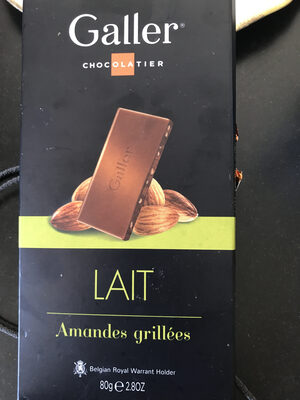 Galler®
CHOCOLATIER
Galler
LAIT
Amandes grillées
Belgian Royal Warrant Holder
80g e 2.8OZ